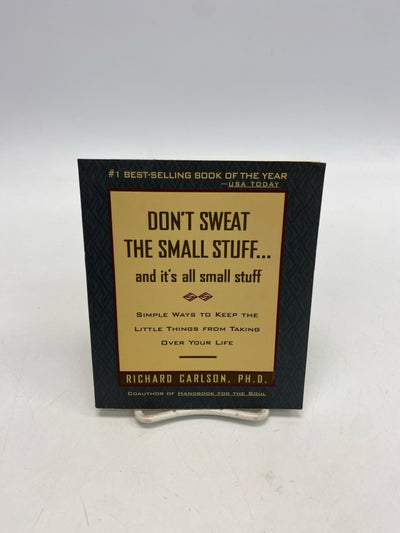 #1 BEST-SELLING BOOK OF THE YEAR
—USA TODAY
DON'T SWEAT
THE SMALL STUFF...
and it's all small stuff
SIMPLE WAYS TO KEEP THE
LITTLE THINGS FROM TAKING
OVER YOUR LIFE
RICHARD CARLSON, PH.D.
COAUTHOR OF HANDBOOK FOR THE SOUL